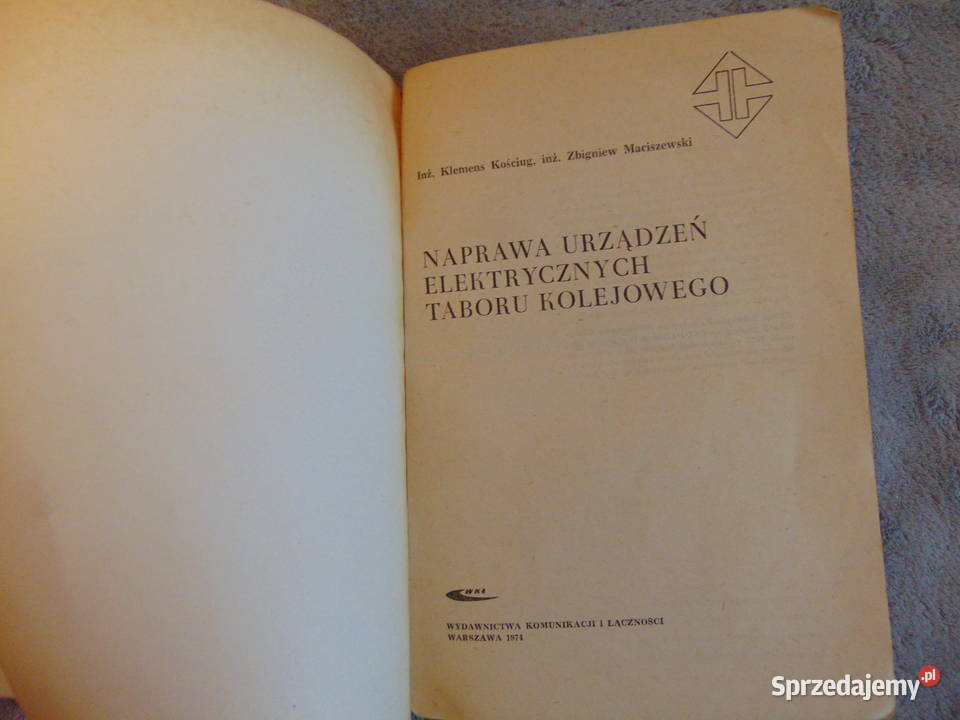 Inż. Klemens Kościug, inż. Zbigniew Maciszewski
NAPRAWA URZĄDZEŃ
ELEKTRYCZNYCH
TABORU KOLEJOWEGO
WKŁ
WYDAWNICTWA KOMUNIKACJI i ŁĄCZNOŚCI
WARSZAWA 1974
Sprzedajemy.pl